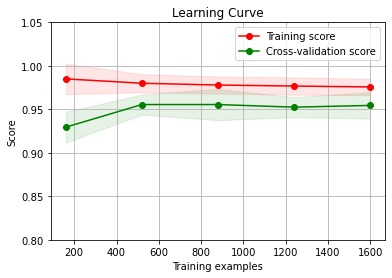 Learning Curve
1.05
1.00
0.95
0.90
0.85
0.80
Score
Training score
Cross-validation score
200 400 600 800 1000 1200 1400 1600
Training examples